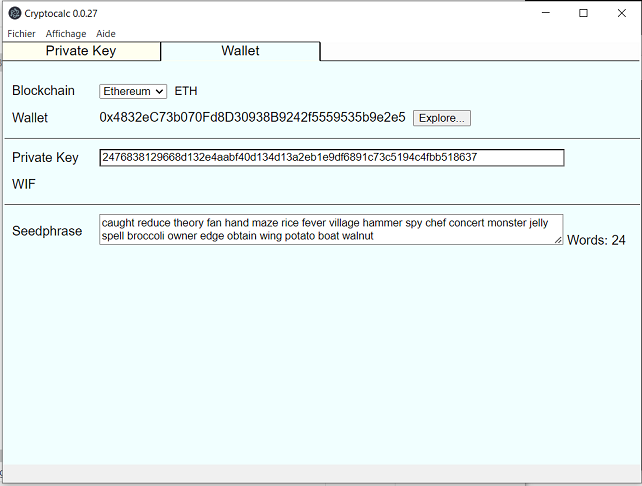 Cryptocalc 0.0.27
Fichier Affichage Aide
Private Key Wallet
Blockchain Ethereum ETH
Wallet 0x4832eC73b070Fd8D30938B9242f5559535b9e2e5 Explore...
Private Key 2476838129668d132e4aabf40d134d13a2eb1e9df6891c73c5194c4fbb518637
WIF
Seedphrase caught reduce theory fan hand maze rice fever village hammer spy chef concert monster jelly
spell broccoli owner edge obtain wing potato boat walnut Words: 24